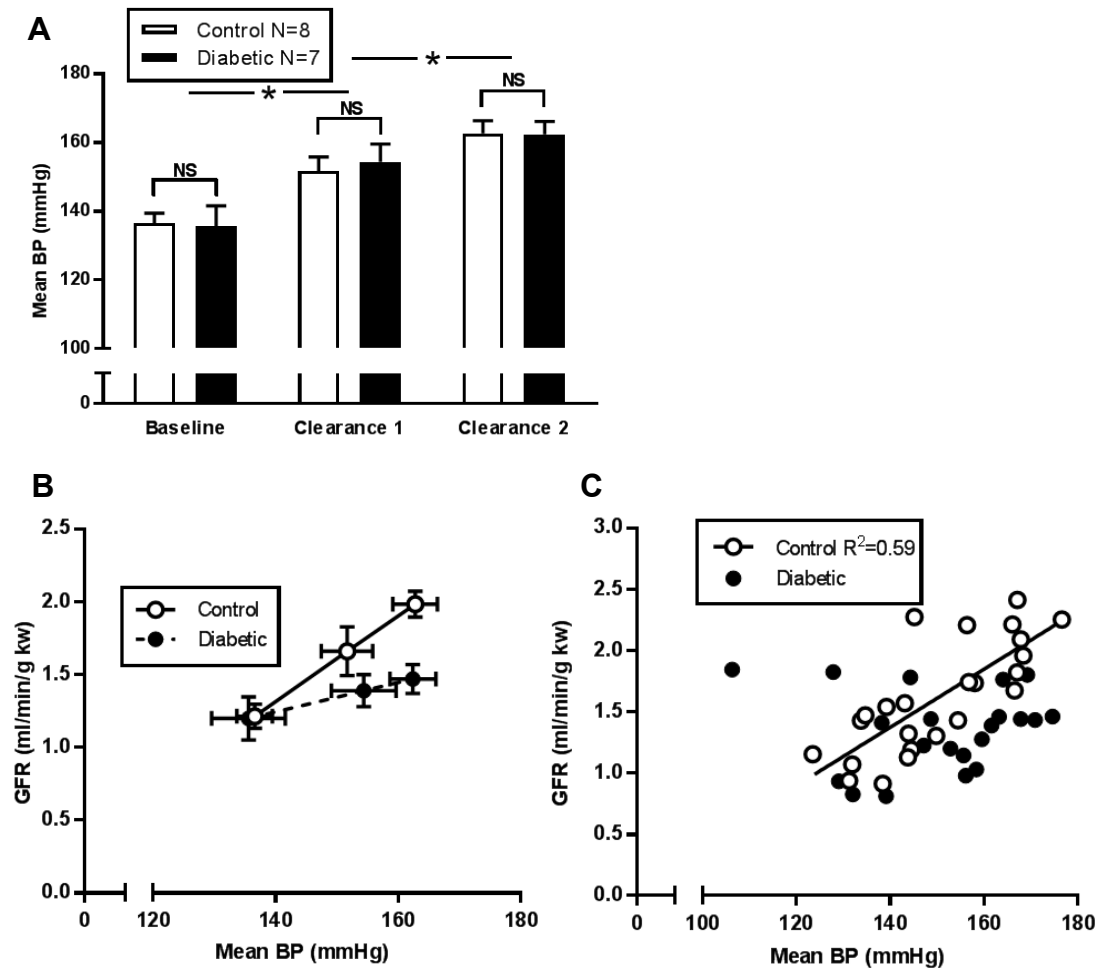 A
Control N=8
Diabetic N=7
*
*
NS
NS
NS
180
160
140
120
100
0
Mean BP (mmHg)
Baseline Clearance 1 Clearance 2
B
2.5
2.0
1.5
1.0
0.5
0.0
GFR (ml/min/g kw)
Control
Diabetic
0 120 140 160 180
Mean BP (mmHg)
C
3.0
2.5
2.0
1.5
1.0
0.5
0.0
GFR (ml/min/g kw)
Control R²=0.59
Diabetic
0 100 120 140 160 180
Mean BP (mmHg)